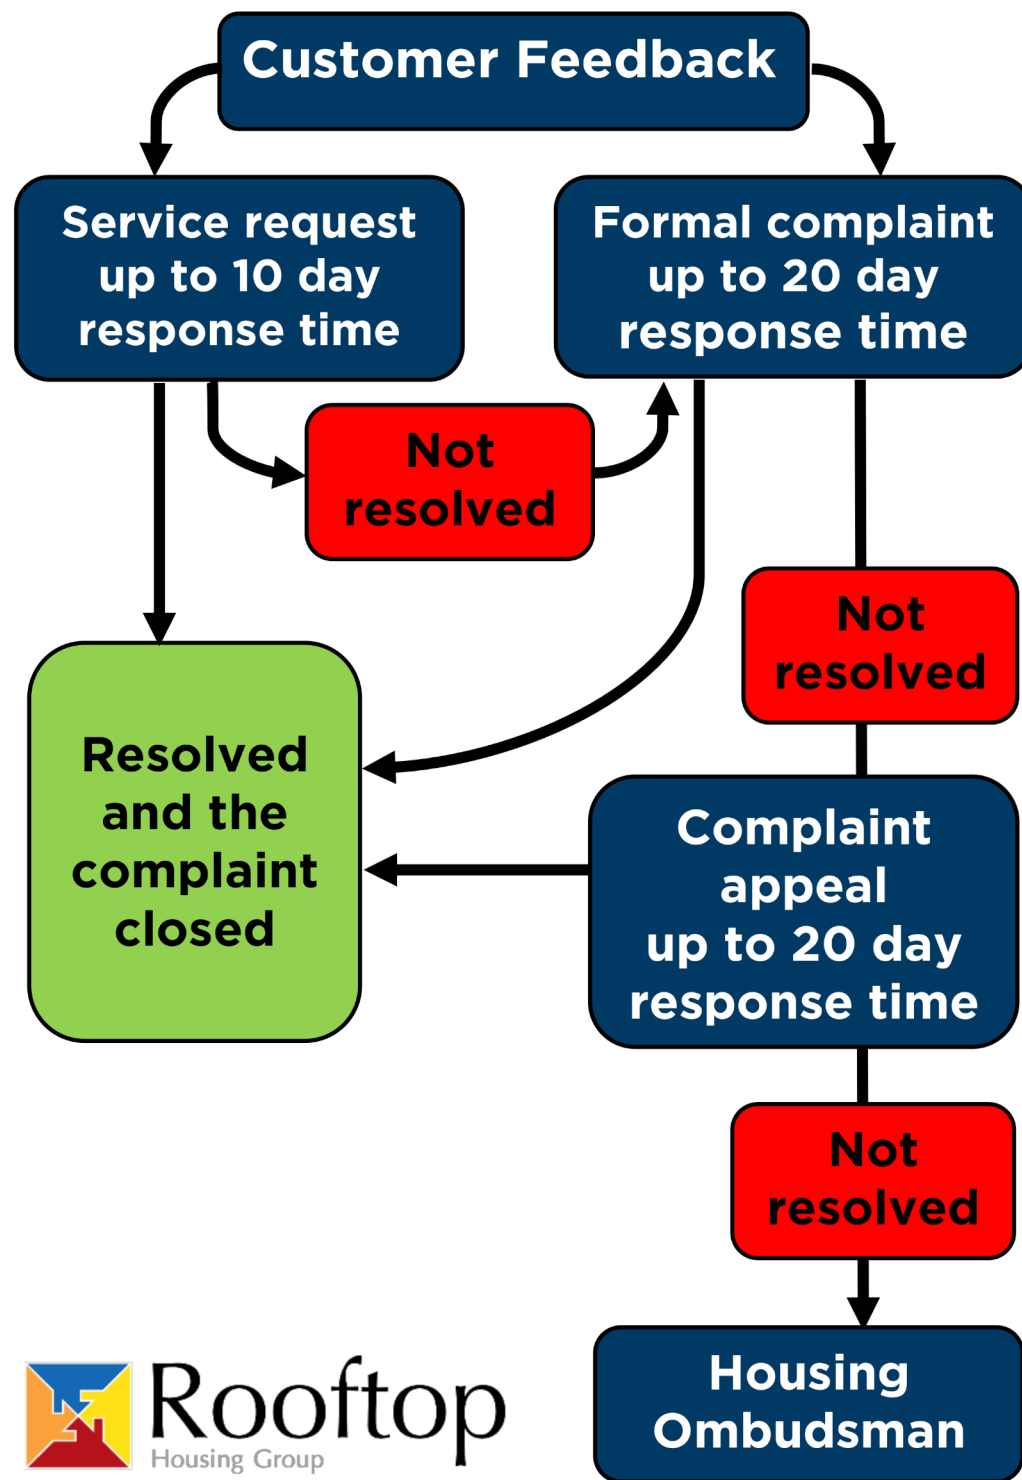 Customer Feedback
Service request
up to 10 day
response time
Formal complaint
up to 20 day
response time
Not
resolved
Not
resolved
Resolved
and the
complaint
closed
Complaint
appeal
up to 20 day
response time
Not
resolved
Housing
Ombudsman
Rooftop
Housing Group